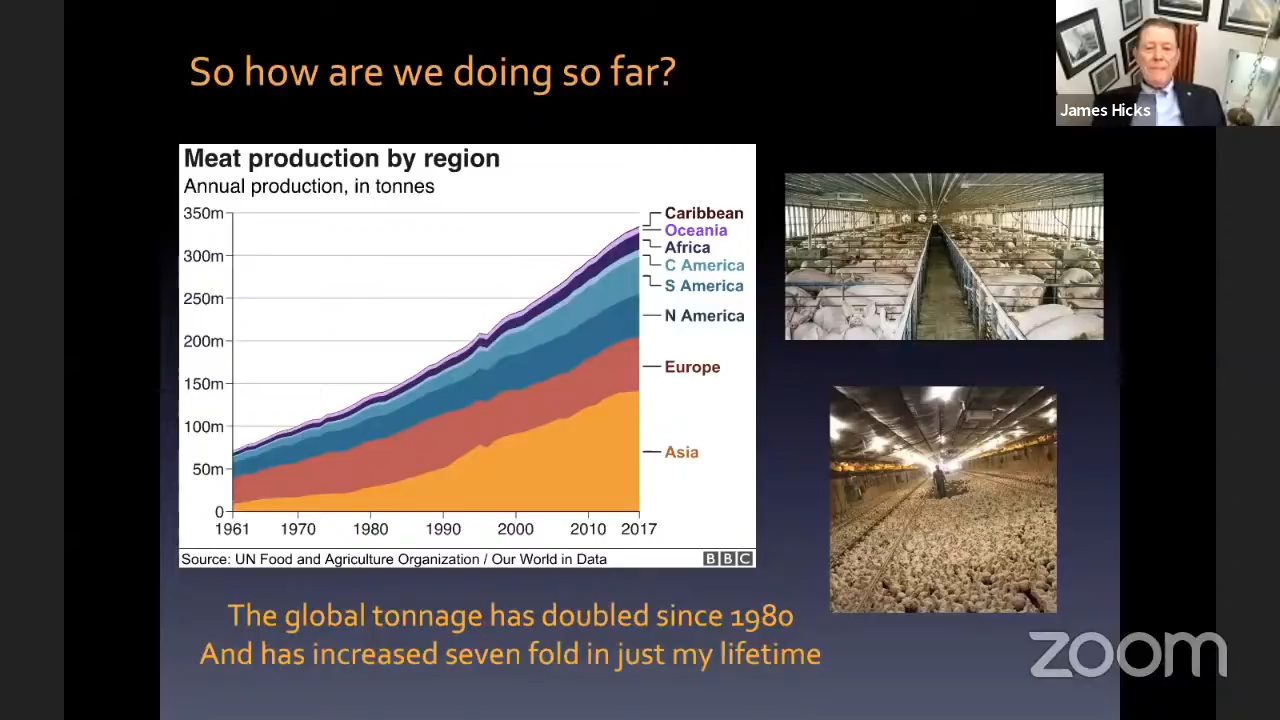 So how are we doing so far?
James Hicks
Meat production by region
Annual production, in tonnes
350m
300m
250m
200m
150m
100m
50m
0
1961 1970 1980 1990 2000 2010 2017
Caribbean
Oceania
Africa
C America
S America
N America
Europe
Asia
Source: UN Food and Agriculture Organization / Our World in Data
BBC
The global tonnage has doubled since 1980
And has increased seven fold in just my lifetime
zoom